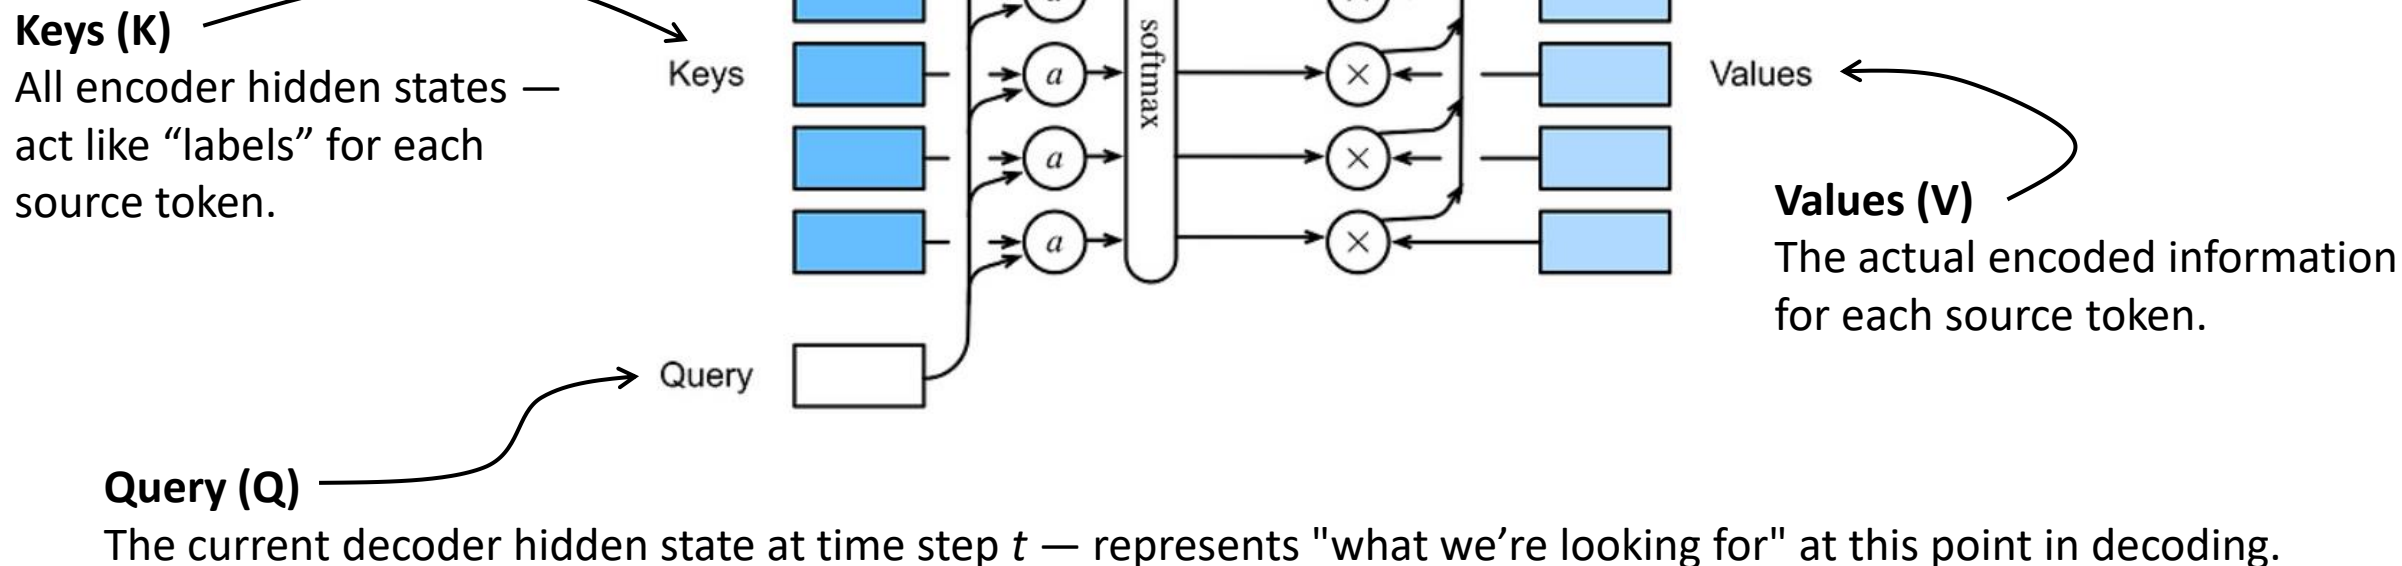 Keys (K)
All encoder hidden states —
act like “labels” for each
source token.
Keys
a
softmax
×
Values
a
×
a
×
a
×
Values (V)
The actual encoded information
for each source token.
Query
Query (Q)
The current decoder hidden state at time step t — represents "what we’re looking for" at this point in decoding.